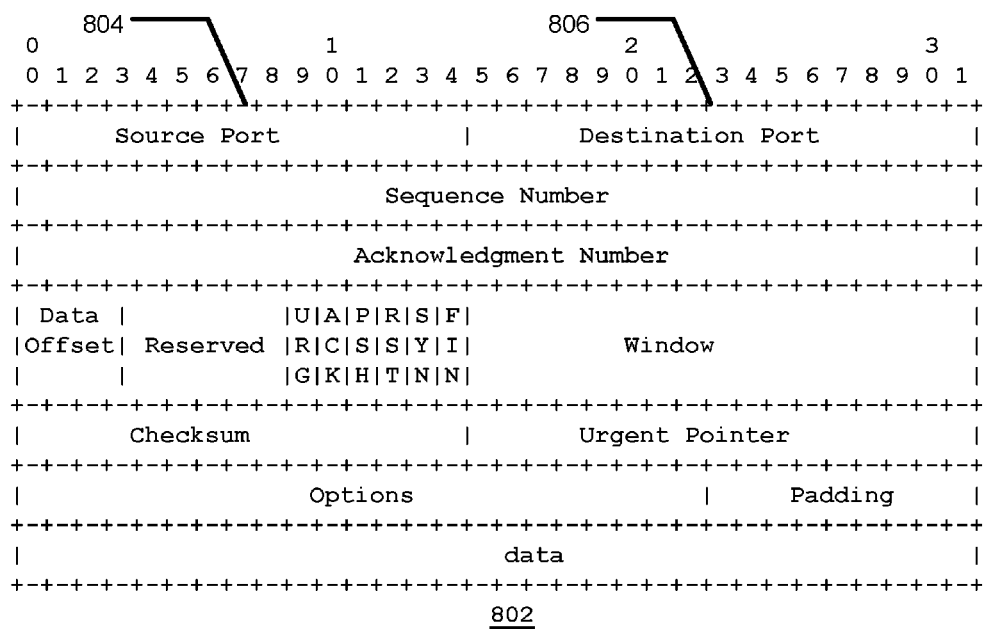 804 806
0 1 2 3
0 1 2 3 4 5 6 7 8 9 0 1 2 3 4 5 6 7 8 9 0 1 2 3 4 5 6 7 8 9 0 1
+-+-+-+-+-+-+-+-+-+-+-+-+-+-+-+-+-+-+-+-+-+-+-+-+-+-+-+-+-+-+-+-+
| Source Port | Destination Port |
+-+-+-+-+-+-+-+-+-+-+-+-+-+-+-+-+-+-+-+-+-+-+-+-+-+-+-+-+-+-+-+-+
| Sequence Number |
+-+-+-+-+-+-+-+-+-+-+-+-+-+-+-+-+-+-+-+-+-+-+-+-+-+-+-+-+-+-+-+-+
| Acknowledgment Number |
+-+-+-+-+-+-+-+-+-+-+-+-+-+-+-+-+-+-+-+-+-+-+-+-+-+-+-+-+-+-+-+-+
| Data | |U|A|P|R|S|F| |
|Offset| Reserved |R|C|S|S|Y|I| Window |
| | |G|K|H|T|N|N| |
+-+-+-+-+-+-+-+-+-+-+-+-+-+-+-+-+-+-+-+-+-+-+-+-+-+-+-+-+-+-+-+-+
| Checksum | Urgent Pointer |
+-+-+-+-+-+-+-+-+-+-+-+-+-+-+-+-+-+-+-+-+-+-+-+-+-+-+-+-+-+-+-+-+
| Options | Padding |
+-+-+-+-+-+-+-+-+-+-+-+-+-+-+-+-+-+-+-+-+-+-+-+-+-+-+-+-+-+-+-+-+
| data |
+-+-+-+-+-+-+-+-+-+-+-+-+-+-+-+-+-+-+-+-+-+-+-+-+-+-+-+-+-+-+-+-+
802